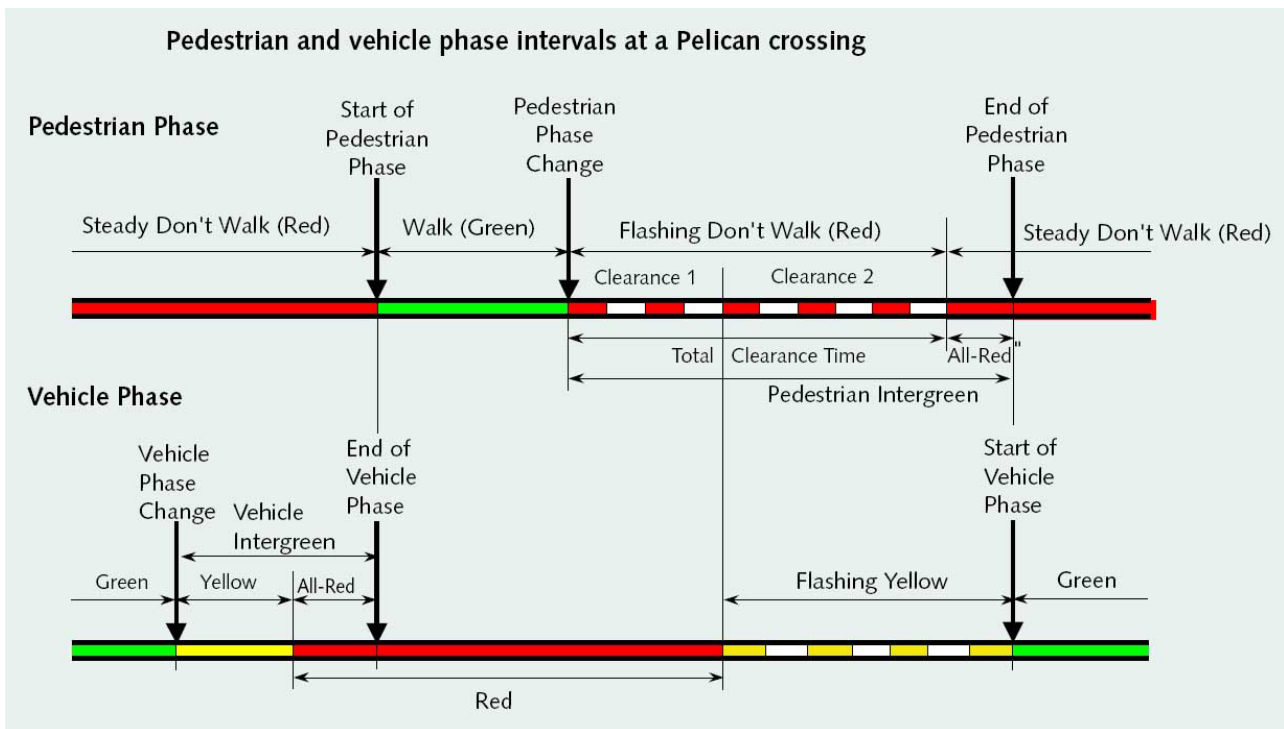 Pedestrian and vehicle phase intervals at a Pelican crossing
Pedestrian Phase
Start of
Pedestrian
Phase
Pedestrian
Phase
Change
End of
Pedestrian
Phase
Steady Don't Walk (Red)
Walk (Green)
Flashing Don't Walk (Red)
Steady Don't Walk (Red)
Clearance 1
Clearance 2
Total Clearance Time
All-Red"
Pedestrian Intergreen
Vehicle Phase
Vehicle
Phase
Change
Vehicle
Intergreen
End of
Vehicle
Phase
Start of
Vehicle
Phase
Green
Yellow
All-Red
Flashing Yellow
Green
Red